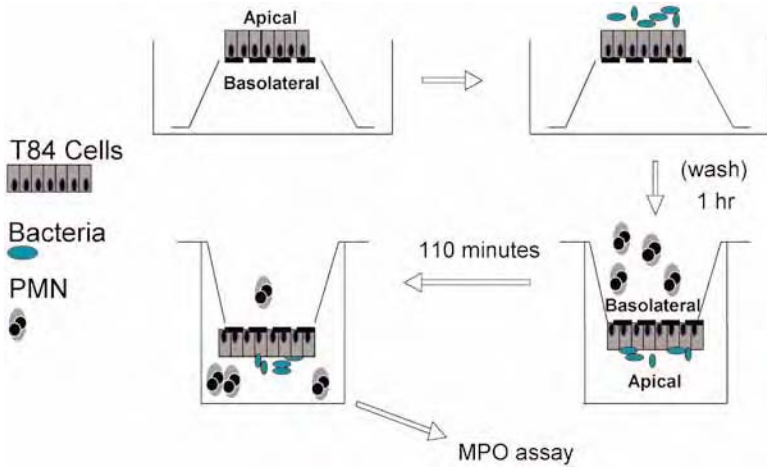 Apical
Basolateral
T84 Cells
Bacteria
PMN
(wash)
1 hr
110 minutes
Basolateral
Apical
MPO assay